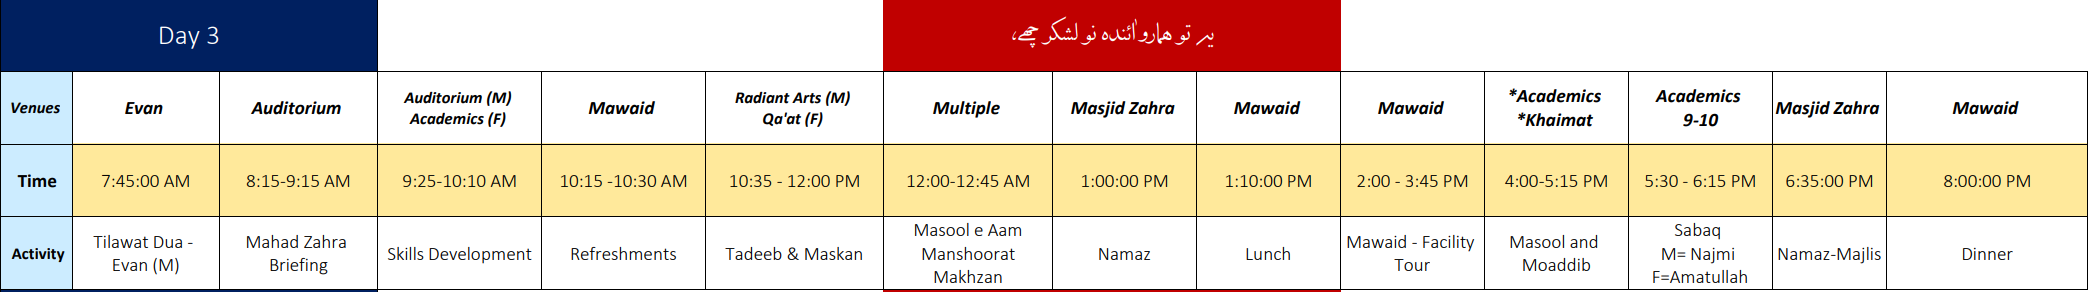 Day 3
یہ تو ھمارو اٰئندہ نو لشکر چھے،
Venues
Evan
Auditorium
Auditorium (M)
Academics (F)
Mawaid
Radiant Arts (M)
Qa'at (F)
Multiple
Masjid Zahra
Mawaid
Mawaid
*Academics
*Khaimat
Academics
9-10
Masjid Zahra
Mawaid
Time
7:45:00 AM
8:15-9:15 AM
9:25-10:10 AM
10:15 -10:30 AM
10:35 - 12:00 PM
12:00-12:45 AM
1:00:00 PM
1:10:00 PM
2:00 - 3:45 PM
4:00-5:15 PM
5:30 - 6:15 PM
6:35:00 PM
8:00:00 PM
Activity
Tilawat Dua -
Evan (M)
Mahad Zahra
Briefing
Skills Development
Refreshments
Tadeeb & Maskan
Masool e Aam
Manshoorat
Makhzan
Namaz
Lunch
Mawaid - Facility
Tour
Masool and
Moaddib
Sabaq
M= Najmi
F=Amatullah
Namaz-Majlis
Dinner